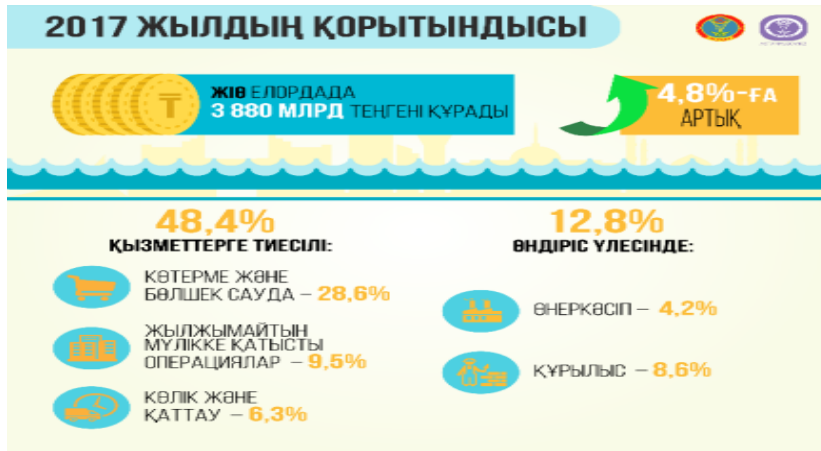 2017 ЖЫЛДЫҢ ҚОРЫТЫНДЫСЫ
ЖІӨ ЕЛОРДАДА
3 880 МЛРД ТЕҢГЕНІ ҚҰРАДЫ
4,8%-ҒА
АРТЫҚ
48,4%
ҚЫЗМЕТТЕРГЕ ТИЕСІЛІ:
КӨТЕРМЕ ЖӘНЕ
БӨЛШЕК САУДА – 28,6%
ЖЫЛЖЫМАЙТЫН
МҮЛІККЕ ҚАТЫСТЫ
ОПЕРАЦИЯЛАР – 9,5%
КӨЛІК ЖӘНЕ
ҚАТТАУ – 6,3%
12,8%
ӨНДІРІС ҮЛЕСІНДЕ:
ӨНЕРКӘСІП – 4,2%
ҚҰРЫЛЫС – 8,6%